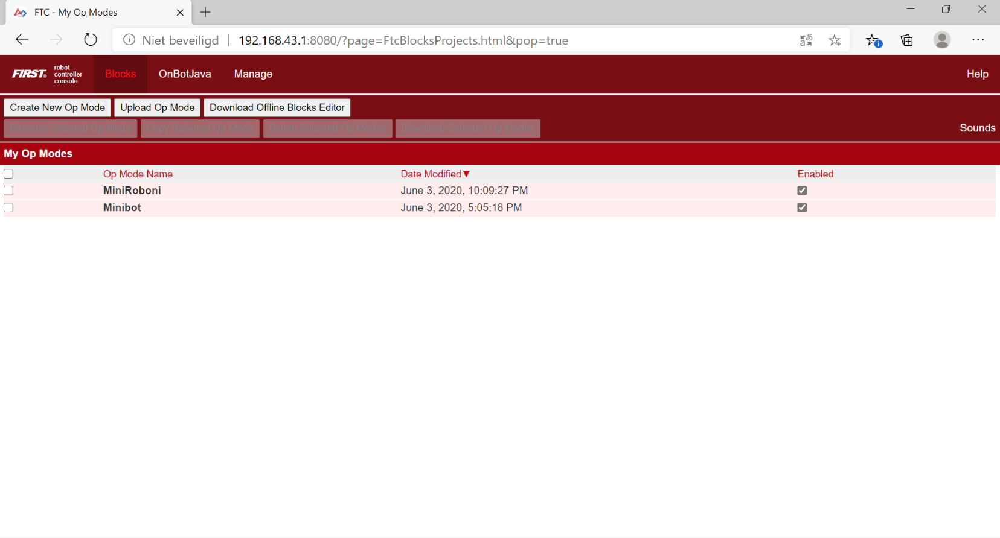 FTC - My Op Modes
Niet beveiligd | 192.168.43.1:8080/?page=FtcBlocksProjects.html&pop=true
FIRST® robot controller console Blocks OnBotJava Manage Help
Create New Op Mode Upload Op Mode Download Offline Blocks Editor
Rename Selected Op Mode Copy Selected Op Mode Delete Selected Op Modes Download Selected Op Modes Sounds
My Op Modes
Op Mode Name Date Modified▼ Enabled
MiniRoboni June 3, 2020, 10:09:27 PM
Minibot June 3, 2020, 5:05:18 PM